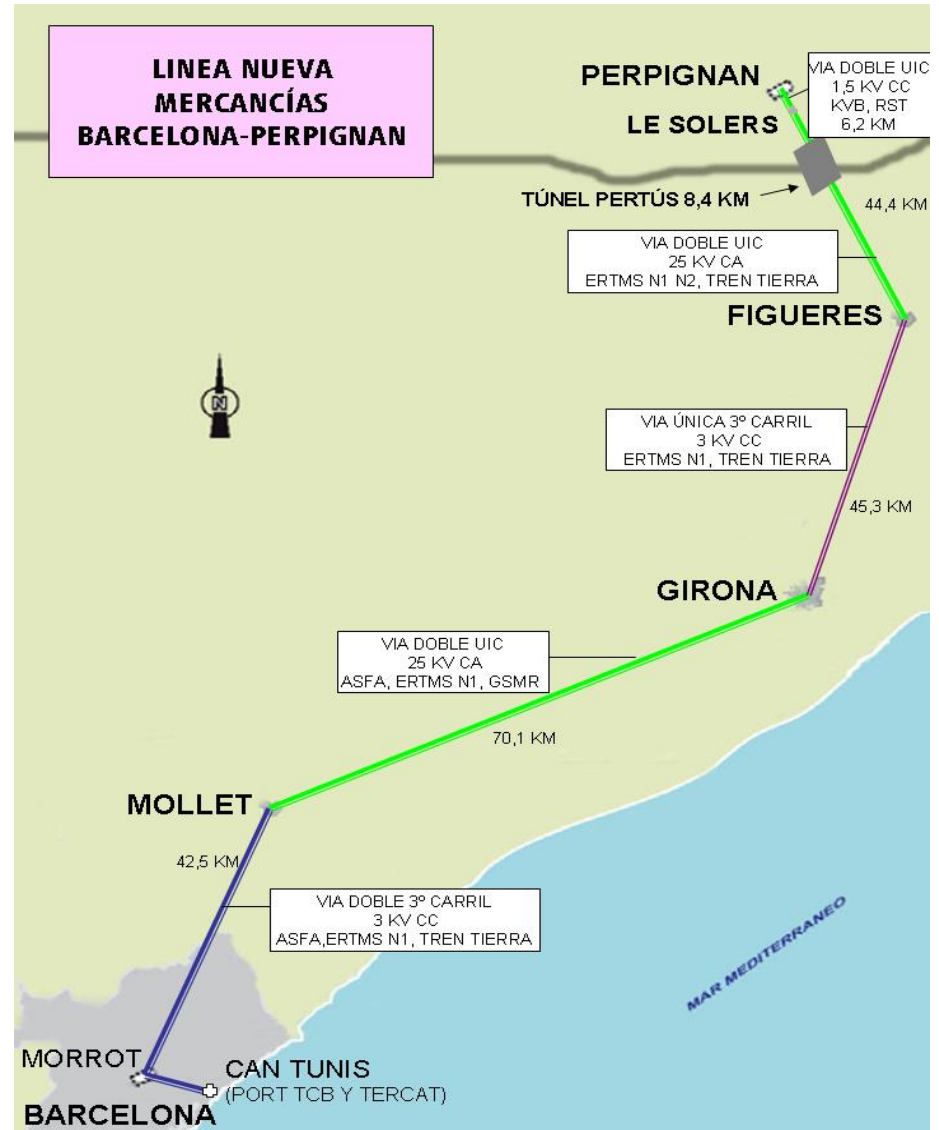 LINEA NUEVA
MERCANCÍAS
BARCELONA-PERPIGNAN
PERPIGNAN
VIA DOBLE UIC
1,5 KV CC
KVB, RST
6,2 KM
LE SOLERS
TÚNEL PERTÚS 8,4 KM
44,4 KM
VIA DOBLE UIC
25 KV CA
ERTMS N1 N2, TREN TIERRA
FIGUERES
N
VIA ÚNICA 3º CARRIL
3 KV CC
ERTMS N1, TREN TIERRA
45,3 KM
GIRONA
VIA DOBLE UIC
25 KV CA
ASFA, ERTMS N1, GSMR
70,1 KM
MOLLET
42,5 KM
VIA DOBLE 3º CARRIL
3 KV CC
ASFA,ERTMS N1, TREN TIERRA
MAR MEDITERRANEO
MORROT
CAN TUNIS
(PORT TCB Y TERCAT)
BARCELONA